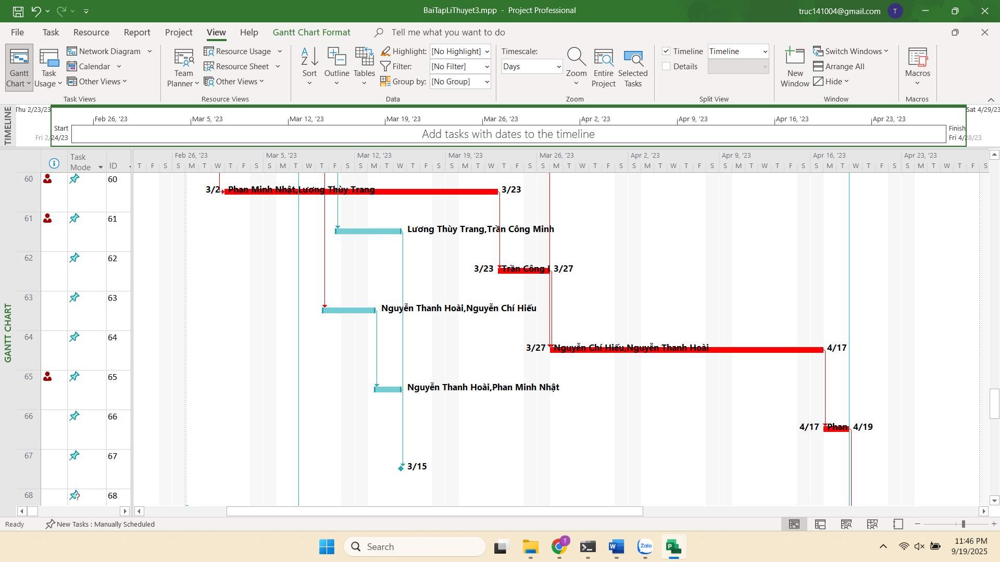 BaiTapLiThuyet3.mpp - Project Professional
truc141004@gmail.com
T
File Task Resource Report Project View Help Gantt Chart Format
Tell me what you want to do
Gantt Chart
Task Usage
Network Diagram
Calendar
Other Views
Task Views
Team Planner
Resource Usage
Resource Sheet
Other Views
Resource Views
Sort
Outline
Tables
Highlight: [No Highlight]
Filter: [No Filter]
Group by: [No Group]
Data
Timescale:
Days
Zoom
Entire Project
Selected Tasks
Zoom
Timeline Timeline
Details
Split View
New Window
Switch Windows
Arrange All
Hide
Window
Macros
Macros
TIMELINE
Thu 2/23/23
Sat 4/29/23
Feb 26, '23 Mar 5, '23 Mar 12, '23 Mar 19, '23 Mar 26, '23 Apr 2, '23 Apr 9, '23 Apr 16, '23 Apr 23, '23
Start
Fri 2/24/23
Add tasks with dates to the timeline
Finish
Fri 4/28/23
GANTT CHART
Task Mode ID
Feb 26, '23 Mar 5, '23 Mar 12, '23 Mar 19, '23 Mar 26, '23 Apr 2, '23 Apr 9, '23 Apr 16, '23 Apr 23, '23
T F S S M T W T F S S M T W T F S S M T W T F S S M T W T F S S M T W T F S S M T W T F S S M T W T F S S M T W T F S S M T W T F S
60 60
3/2 Phan Minh Nhật,Lương Thùy Trang 3/23
61 61
Lương Thùy Trang,Trần Công Minh
62 62
3/23 Trần Công 3/27
63 63
Nguyễn Thanh Hoài,Nguyễn Chí Hiếu
64 64
3/27 Nguyễn Chí Hiếu,Nguyễn Thanh Hoài 4/17
65 65
Nguyễn Thanh Hoài,Phan Minh Nhật
66 66
4/17 Phan 4/19
67 67
3/15
68 68
Ready
New Tasks : Manually Scheduled
Search
Zalo
11:46 PM
9/19/2025